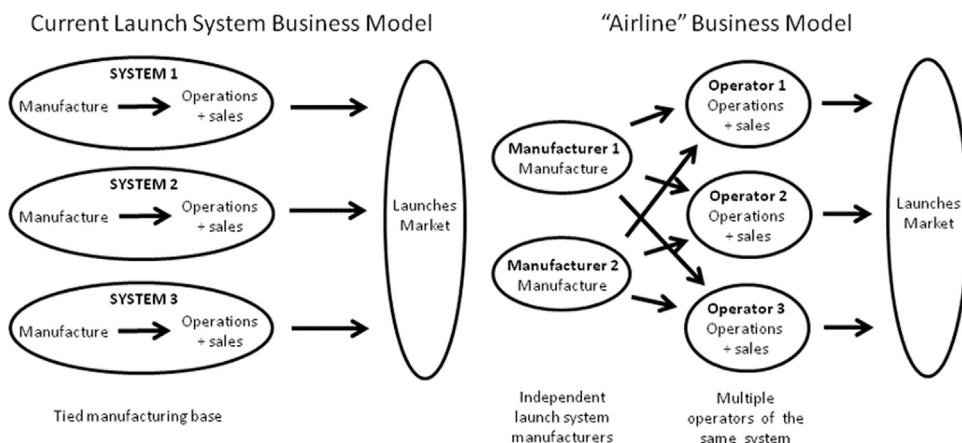 Current Launch System Business Model
SYSTEM 1
Manufacture
Operations
+ sales
SYSTEM 2
Manufacture
Operations
+ sales
SYSTEM 3
Manufacture
Operations
+ sales
Launches
Market
Tied manufacturing base
“Airline” Business Model
Manufacturer 1
Manufacture
Manufacturer 2
Manufacture
Operator 1
Operations
+ sales
Operator 2
Operations
+ sales
Operator 3
Operations
+ sales
Launches
Market
Independent
launch system
manufacturers
Multiple
operators of the
same system